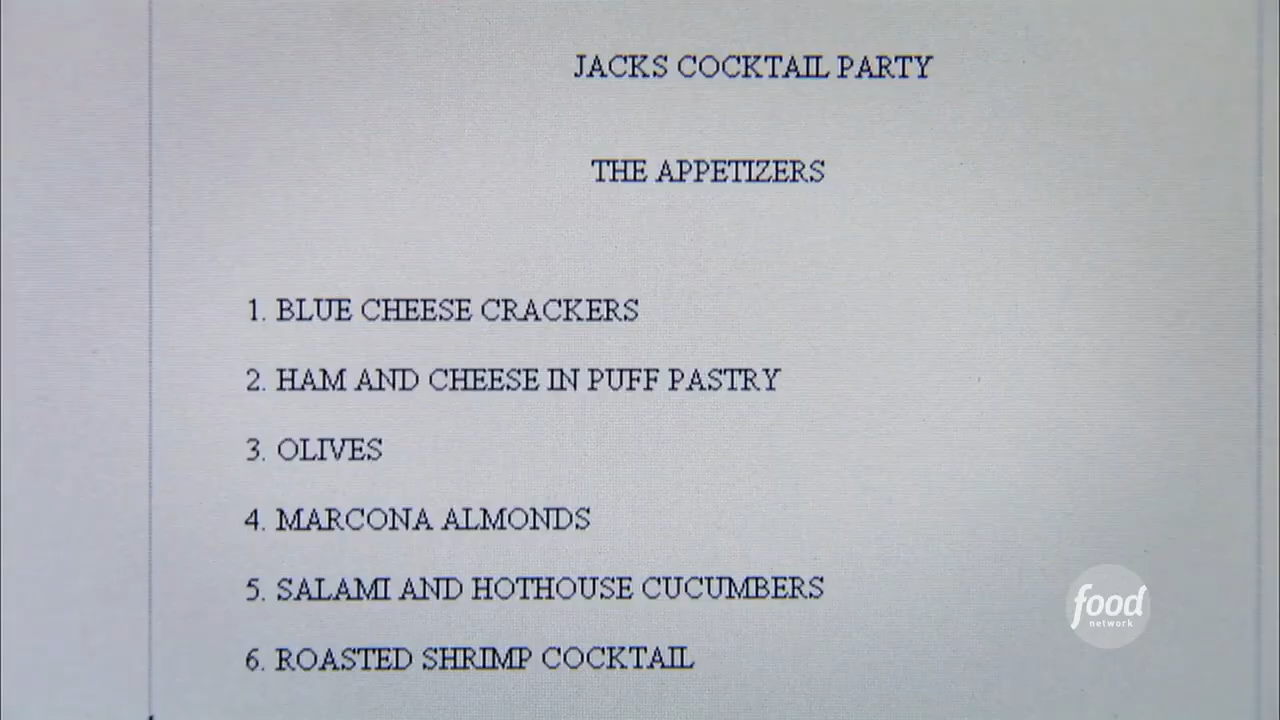 JACKS COCKTAIL PARTY
THE APPETIZERS
1. BLUE CHEESE CRACKERS
2. HAM AND CHEESE IN PUFF PASTRY
3. OLIVES
4. MARCONA ALMONDS
5. SALAMI AND HOTHOUSE CUCUMBERS
6. ROASTED SHRIMP COCKTAIL
food
network